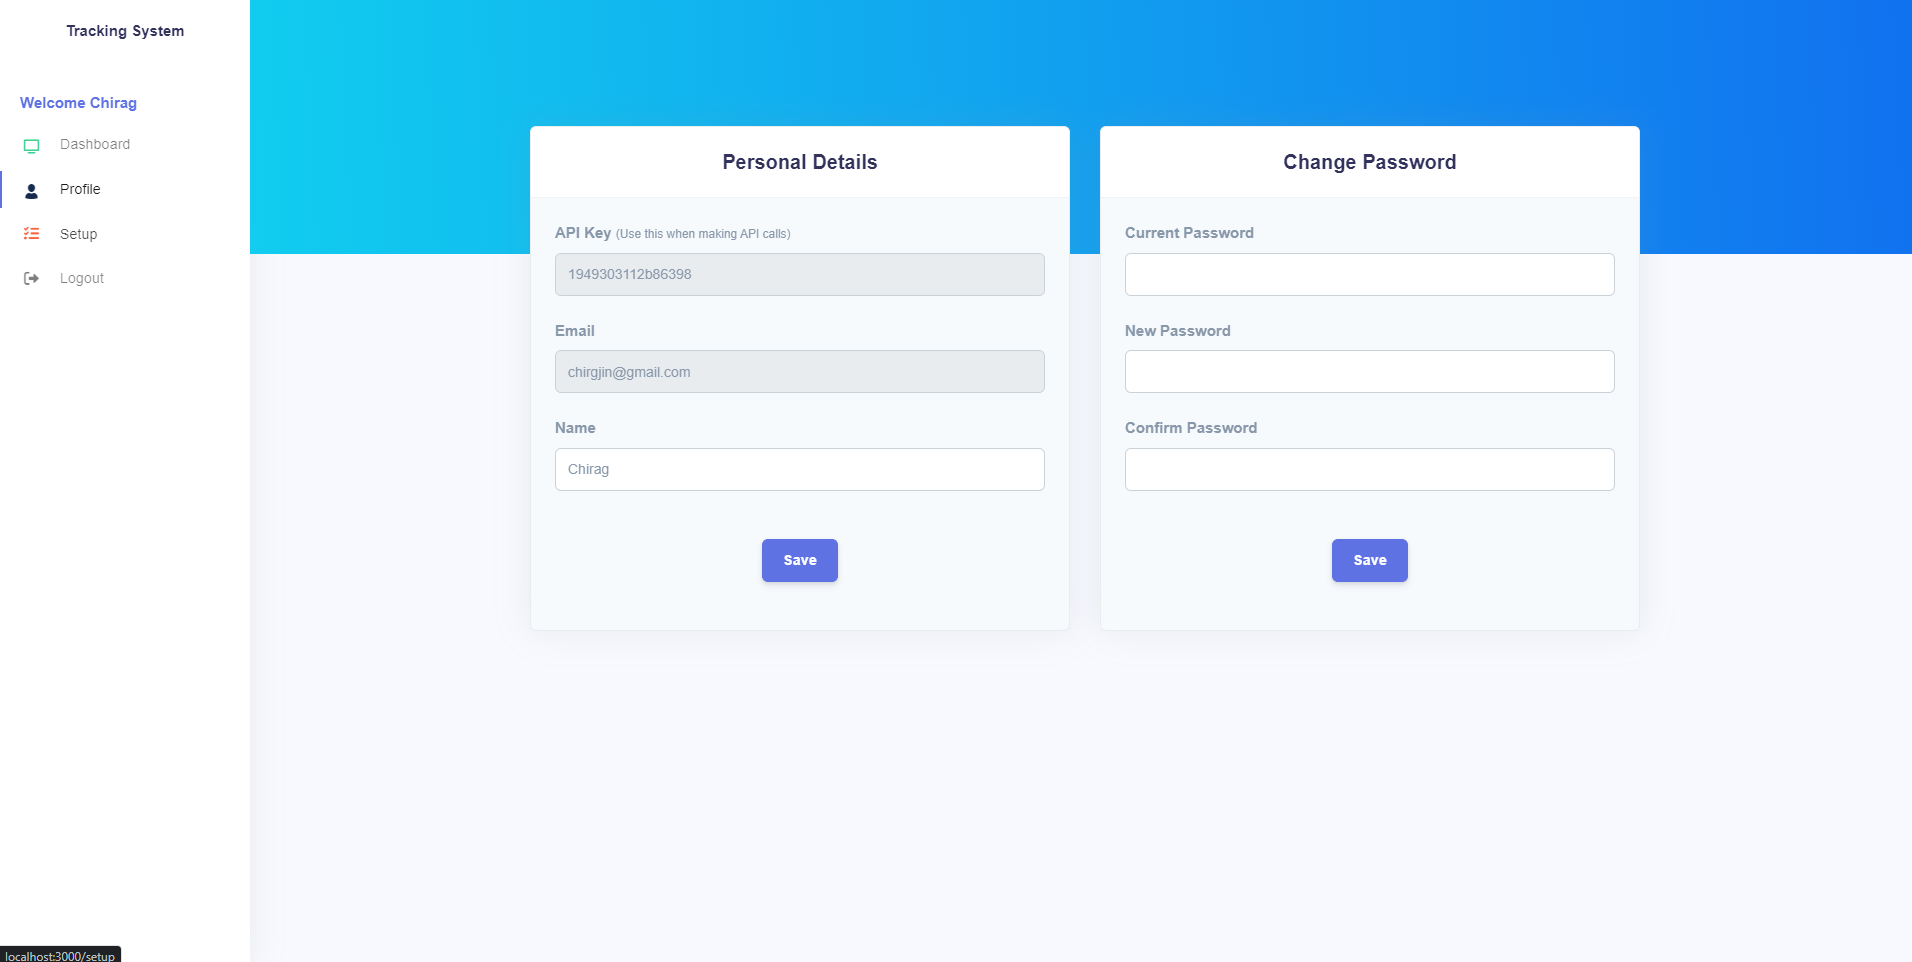 Tracking System
Welcome Chirag
Dashboard
Profile
Setup
Logout
Personal Details
API Key (Use this when making API calls)
1949303112b86398
Email
chirgjin@gmail.com
Name
Chirag
Save
Change Password
Current Password
New Password
Confirm Password
Save
localhost:3000/setup